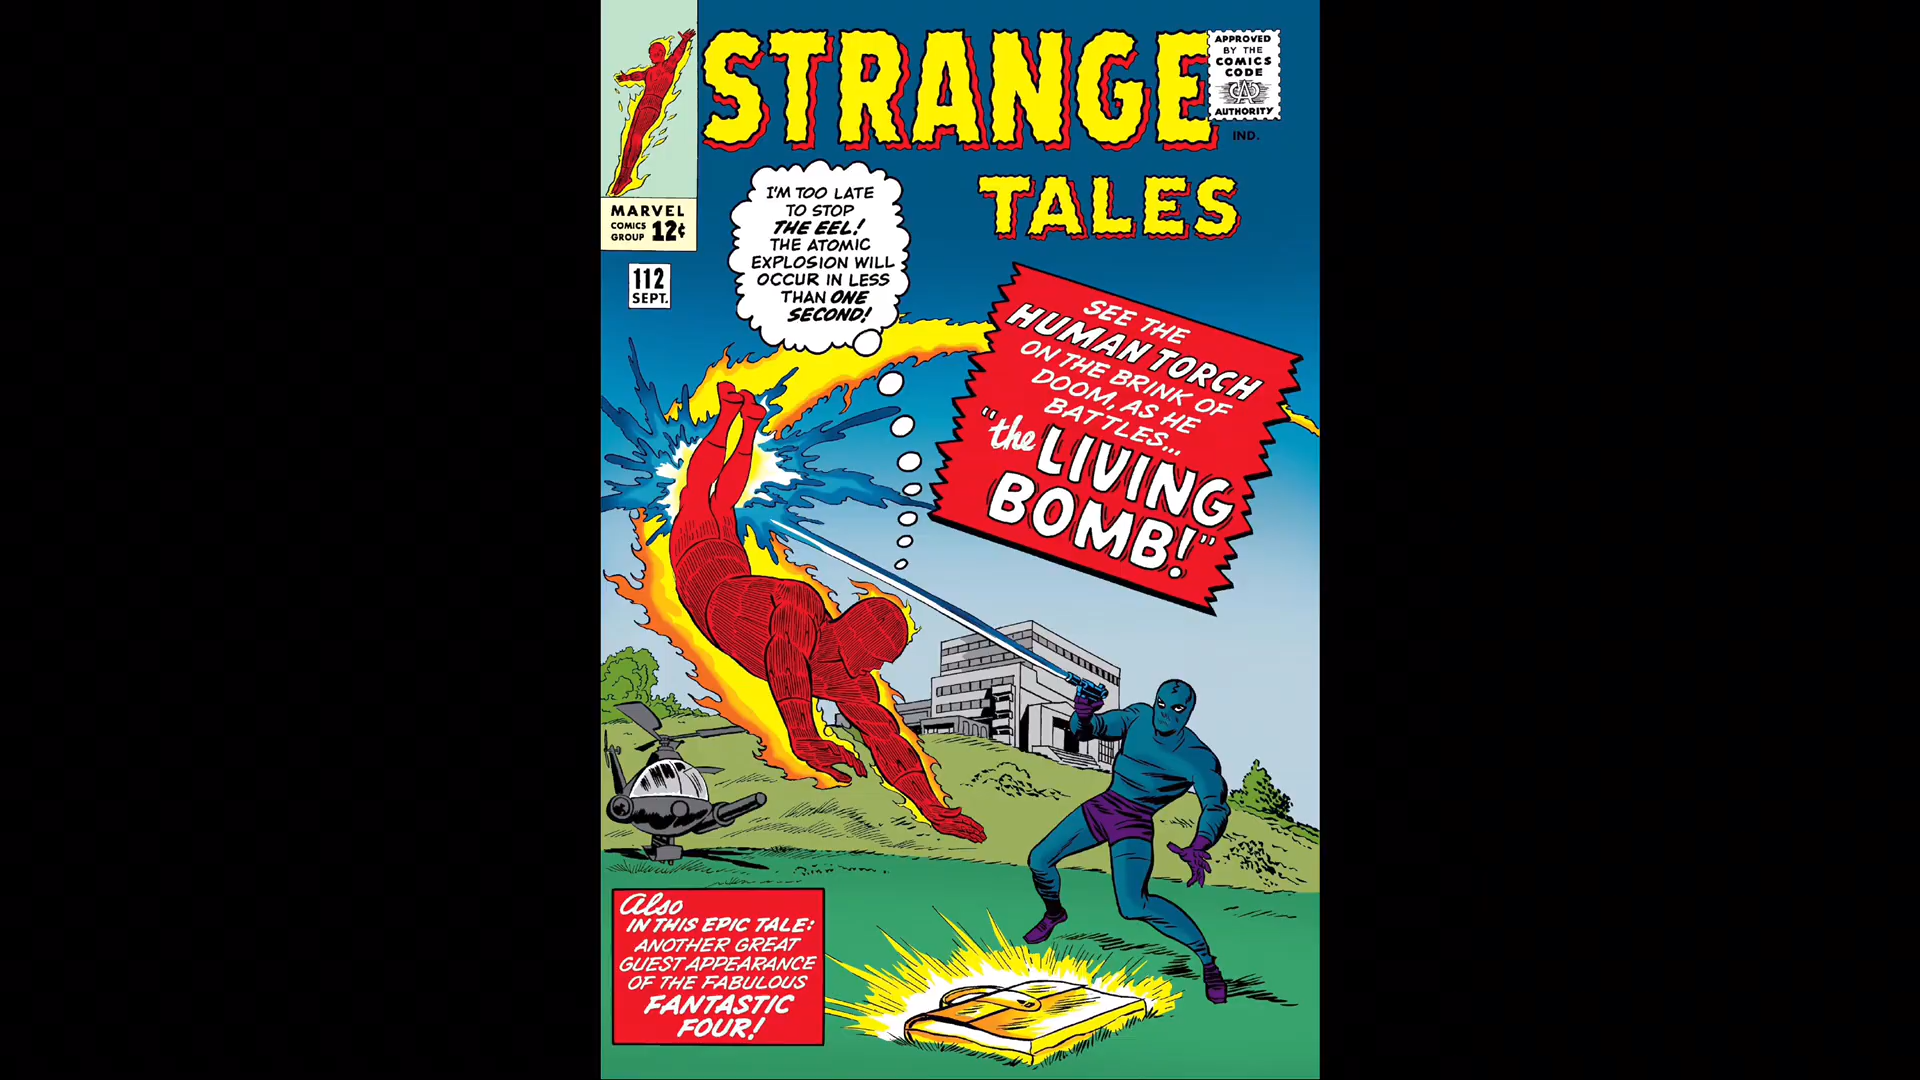 STRANGE
TALES
APPROVED
BY THE
COMICS
CODE
AUTHORITY
IND.
MARVEL
COMICS
GROUP 12¢
112
SEPT.
I'M TOO LATE
TO STOP
THE EEL!
THE ATOMIC
EXPLOSION WILL
OCCUR IN LESS
THAN ONE
SECOND!
SEE THE
HUMAN TORCH
ON THE BRINK OF
DOOM, AS HE
BATTLES...
"the LIVING
BOMB!"
Also
IN THIS EPIC TALE:
ANOTHER GREAT
GUEST APPEARANCE
OF THE FABULOUS
FANTASTIC
FOUR!